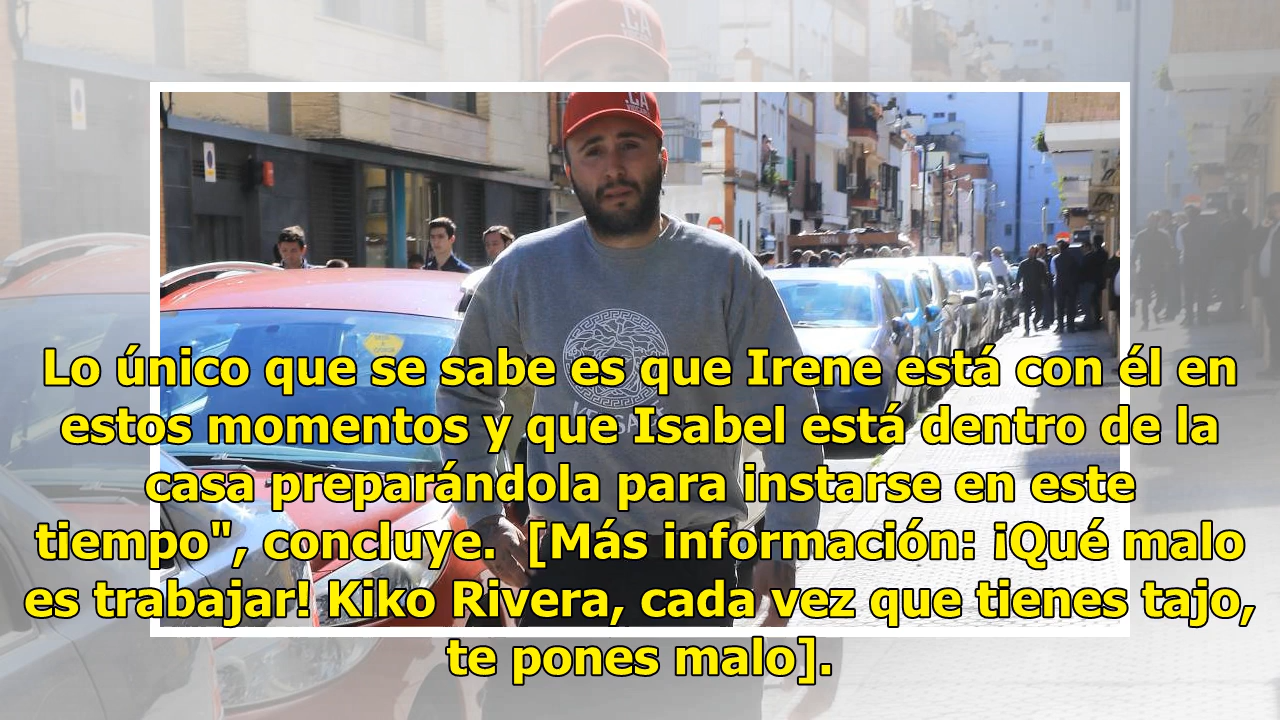 .CA
.CA
Lo único que se sabe es que Irene está con él en
estos momentos y que Isabel está dentro de la
casa preparándola para instarse en este
tiempo", concluye.  [Más información: ¡Qué malo
es trabajar! Kiko Rivera, cada vez que tienes tajo,
te pones malo].